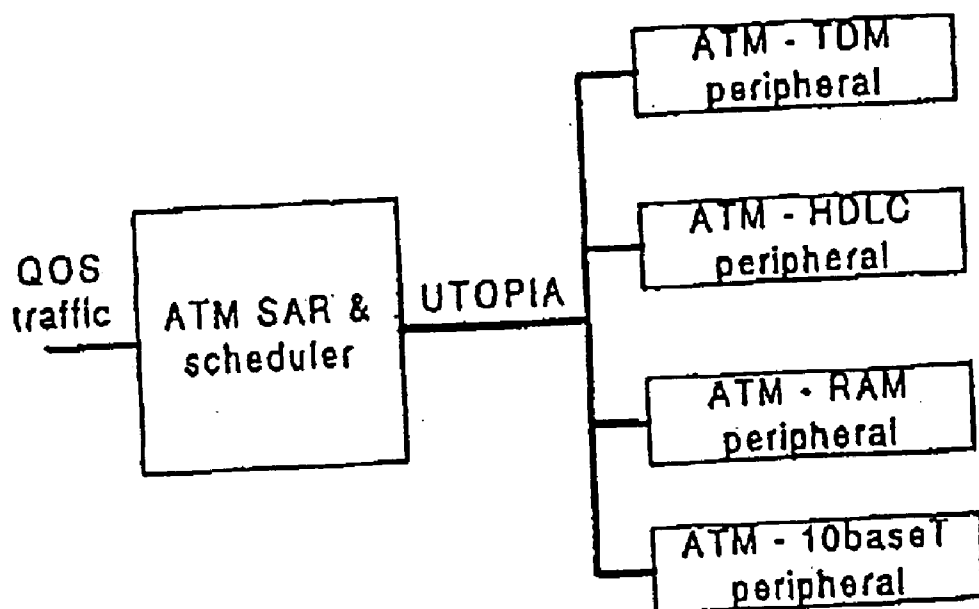 ATM - TDM
peripheral
ATM - HDLC
peripheral
QOS
traffic
ATM SAR &
scheduler
UTOPIA
ATM - RAM
peripheral
ATM - 10baseT
peripheral